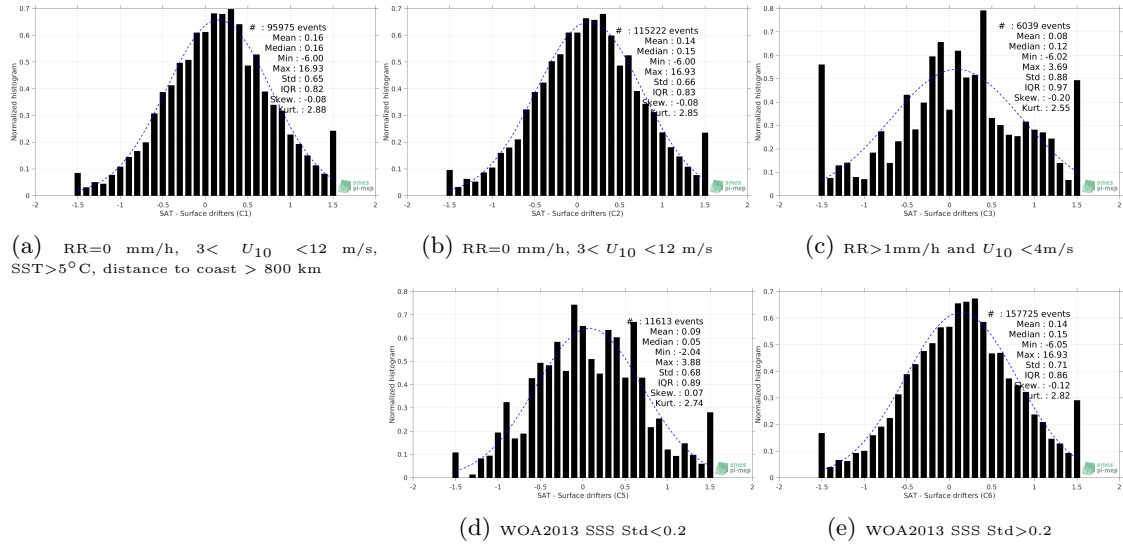 Normalized histogram
0.7
0.6
0.5
0.4
0.3
0.2
0.1
0
# : 95975 events
Mean : 0.16
Median : 0.16
Min : -6.00
Max : 16.93
Std : 0.65
IQR : 0.82
Skew. : -0.08
Kurt. : 2.88
smos
pi-mep
-2 -1.5 -1 -0.5 0 0.5 1 1.5 2
SAT - Surface drifters (C1)
(a) RR=0 mm/h, 3< U10 <12 m/s,
SST>5°C, distance to coast > 800 km
Normalized histogram
0.7
0.6
0.5
0.4
0.3
0.2
0.1
0
# : 115222 events
Mean : 0.14
Median : 0.15
Min : -6.00
Max : 16.93
Std : 0.66
IQR : 0.83
Skew. : -0.08
Kurt. : 2.85
smos
pi-mep
-2 -1.5 -1 -0.5 0 0.5 1 1.5 2
SAT - Surface drifters (C2)
(b) RR=0 mm/h, 3< U10 <12 m/s
Normalized histogram
0.8
0.7
0.6
0.5
0.4
0.3
0.2
0.1
0
# : 6039 events
Mean : 0.08
Median : 0.12
Min : -6.02
Max : 3.69
Std : 0.88
IQR : 0.97
Skew. : -0.20
Kurt. : 2.55
smos
pi-mep
-2 -1.5 -1 -0.5 0 0.5 1 1.5 2
SAT - Surface drifters (C3)
(c) RR>1mm/h and U10 <4m/s
Normalized histogram
0.8
0.7
0.6
0.5
0.4
0.3
0.2
0.1
0
# : 11613 events
Mean : 0.09
Median : 0.05
Min : -2.04
Max : 3.88
Std : 0.68
IQR : 0.89
Skew. : 0.07
Kurt. : 2.74
smos
pi-mep
-2 -1.5 -1 -0.5 0 0.5 1 1.5 2
SAT - Surface drifters (C5)
(d) WOA2013 SSS Std<0.2
Normalized histogram
0.7
0.6
0.5
0.4
0.3
0.2
0.1
0
# : 157725 events
Mean : 0.14
Median : 0.15
Min : -6.05
Max : 16.93
Std : 0.71
IQR : 0.86
Skew. : -0.12
Kurt. : 2.82
smos
pi-mep
-2 -1.5 -1 -0.5 0 0.5 1 1.5 2
SAT - Surface drifters (C6)
(e) WOA2013 SSS Std>0.2